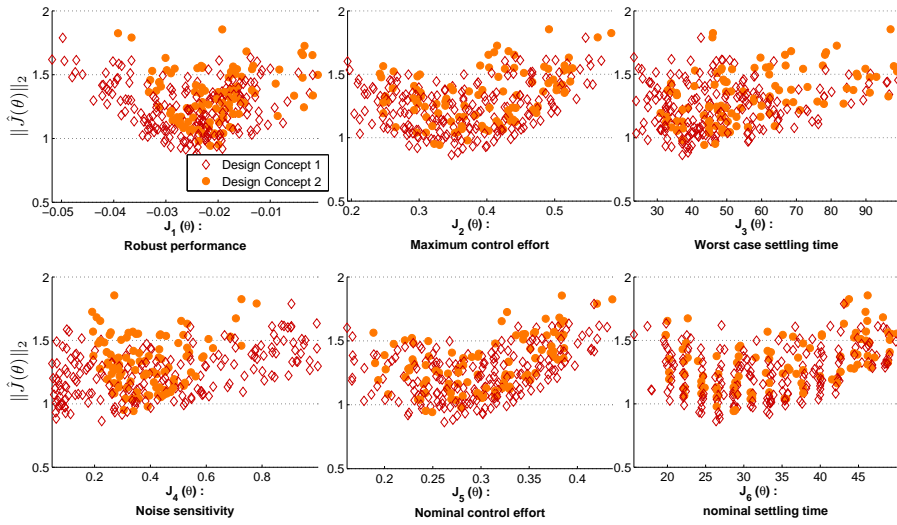 ||Ĵ(θ)||₂
2
1.5
1
0.5
−0.05 −0.04 −0.03 −0.02 −0.01
J₁(θ) :
Robust performance
Design Concept 1
Design Concept 2
2
1.5
1
0.5
0.2 0.3 0.4 0.5
J₂(θ) :
Maximum control effort
2
1.5
1
0.5
30 40 50 60 70 80 90
J₃(θ) :
Worst case settling time
||Ĵ(θ)||₂
2
1.5
1
0.5
0.2 0.4 0.6 0.8
J₄(θ) :
Noise sensitivity
2
1.5
1
0.5
0.2 0.25 0.3 0.35 0.4
J₅(θ) :
Nominal control effort
2
1.5
1
0.5
20 25 30 35 40 45
J₆(θ) :
nominal settling time